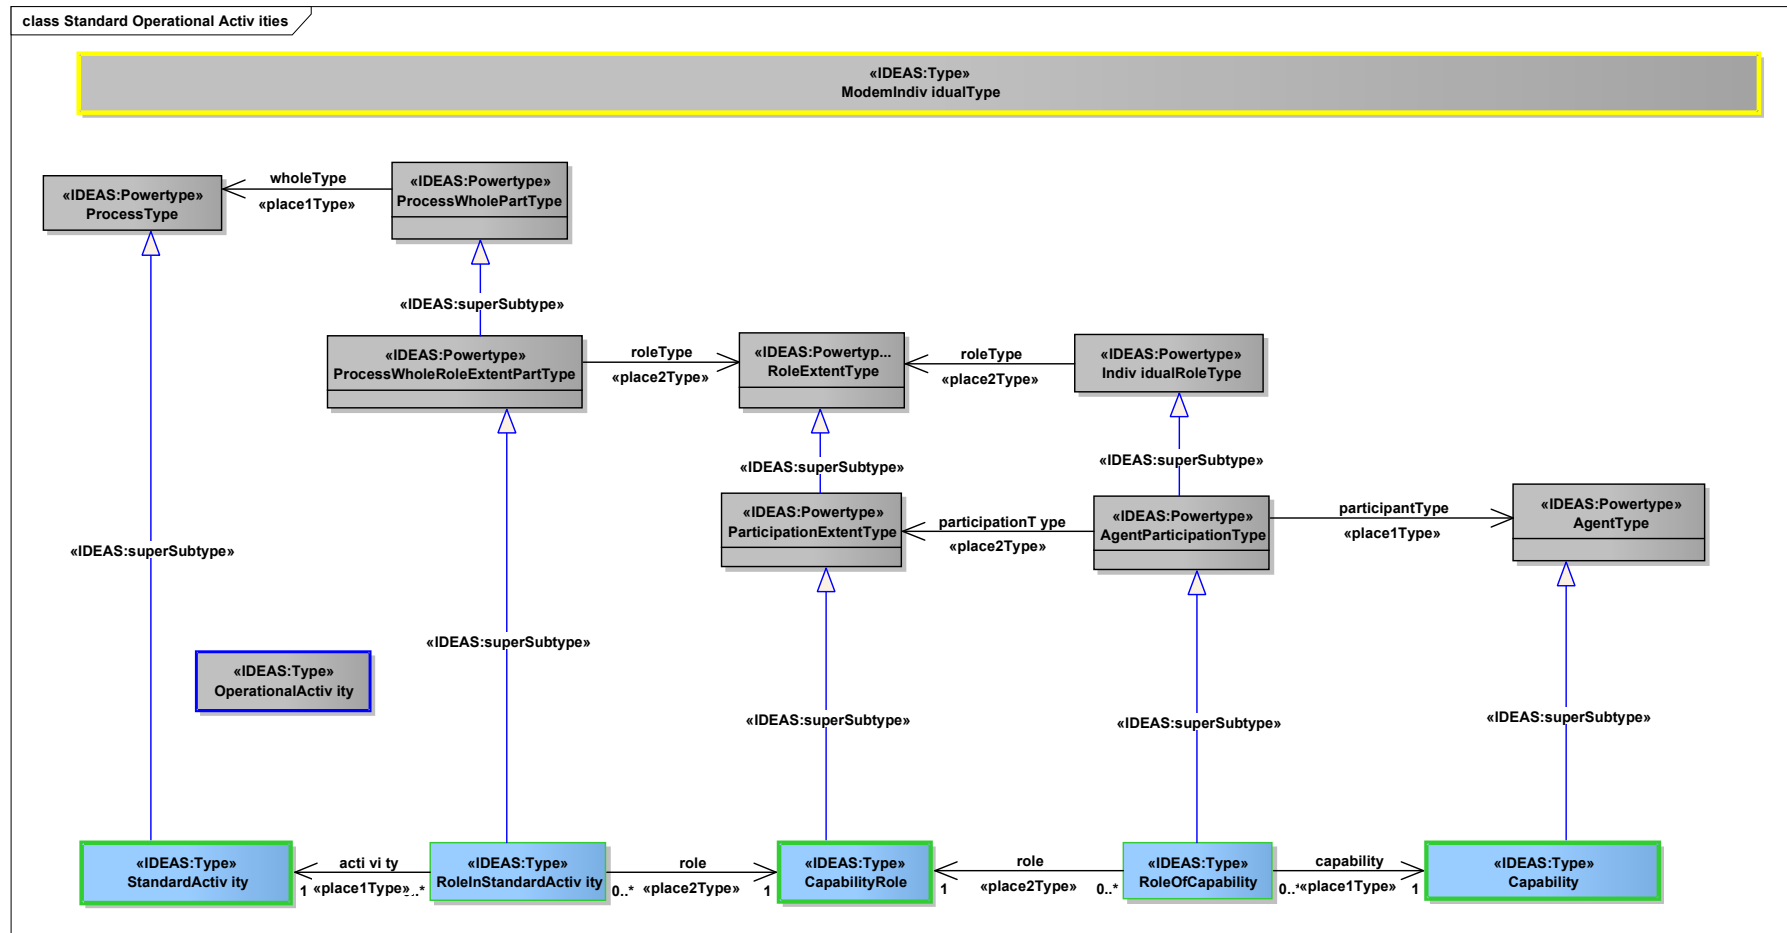 class Standard Operational Activ ities
«IDEAS:Type»
ModemIndiv idualType
«IDEAS:Powertype»
ProcessType
wholeType
«place1Type»
«IDEAS:Powertype»
ProcessWholePartType
«IDEAS:superSubtype»
«IDEAS:Powertype»
ProcessWholeRoleExtentPartType
roleType
«place2Type»
«IDEAS:Powertyp...
RoleExtentType
roleType
«place2Type»
«IDEAS:Powertype»
Indiv idualRoleType
«IDEAS:superSubtype»
«IDEAS:superSubtype»
«IDEAS:Powertype»
ParticipationExtentType
participationT ype
«place2Type»
«IDEAS:Powertype»
AgentParticipationType
participantType
«place1Type»
«IDEAS:Powertype»
AgentType
«IDEAS:superSubtype»
«IDEAS:superSubtype»
«IDEAS:Type»
OperationalActiv ity
«IDEAS:superSubtype»
«IDEAS:superSubtype»
«IDEAS:superSubtype»
«IDEAS:Type»
StandardActiv ity
acti vi ty
1 «place1Type» ..*
«IDEAS:Type»
RoleInStandardActiv ity
role
0..* «place2Type» 1
«IDEAS:Type»
CapabilityRole
role
1 «place2Type» 0..*
«IDEAS:Type»
RoleOfCapability
capability
0..* «place1Type» 1
«IDEAS:Type»
Capability